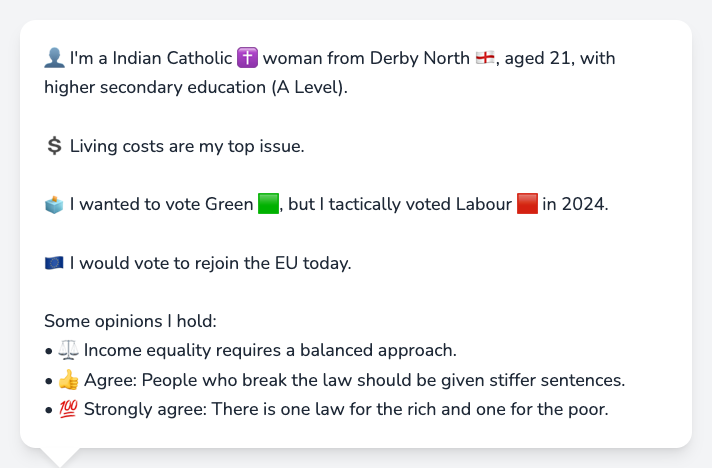 👤 I'm a Indian Catholic ✝️ woman from Derby North 🏴󠁧󠁢󠁥󠁮󠁧󠁿, aged 21, with
higher secondary education (A Level).
💲 Living costs are my top issue.
🗳️ I wanted to vote Green 🟩, but I tactically voted Labour 🟥 in 2024.
🇪🇺 I would vote to rejoin the EU today.
Some opinions I hold:
• ⚖️ Income equality requires a balanced approach.
• 👍 Agree: People who break the law should be given stiffer sentences.
• 💯 Strongly agree: There is one law for the rich and one for the poor.